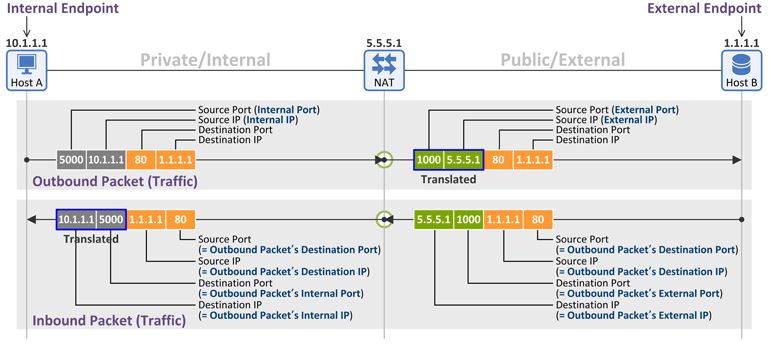 Internal Endpoint
External Endpoint
10.1.1.1
5.5.5.1
1.1.1.1
Private/Internal
Public/External
Host A
NAT
Host B
Source Port (Internal Port)
Source IP (Internal IP)
Destination Port
Destination IP
5000 10.1.1.1 80 1.1.1.1
Outbound Packet (Traffic)
Source Port (External Port)
Source IP (External IP)
Destination Port
Destination IP
1000 5.5.5.1 80 1.1.1.1
Translated
10.1.1.1 5000 1.1.1.1 80
Translated
Source Port
(= Outbound Packet′s Destination Port)
Source IP
(= Outbound Packet′s Destination IP)
Destination Port
(= Outbound Packet′s Internal Port)
Destination IP
(= Outbound Packet′s Internal IP)
Inbound Packet (Traffic)
5.5.5.1 1000 1.1.1.1 80
Source Port
(= Outbound Packet′s Destination Port)
Source IP
(= Outbound Packet′s Destination IP)
Destination Port
(= Outbound Packet′s External Port)
Destination IP
(= Outbound Packet′s External IP)